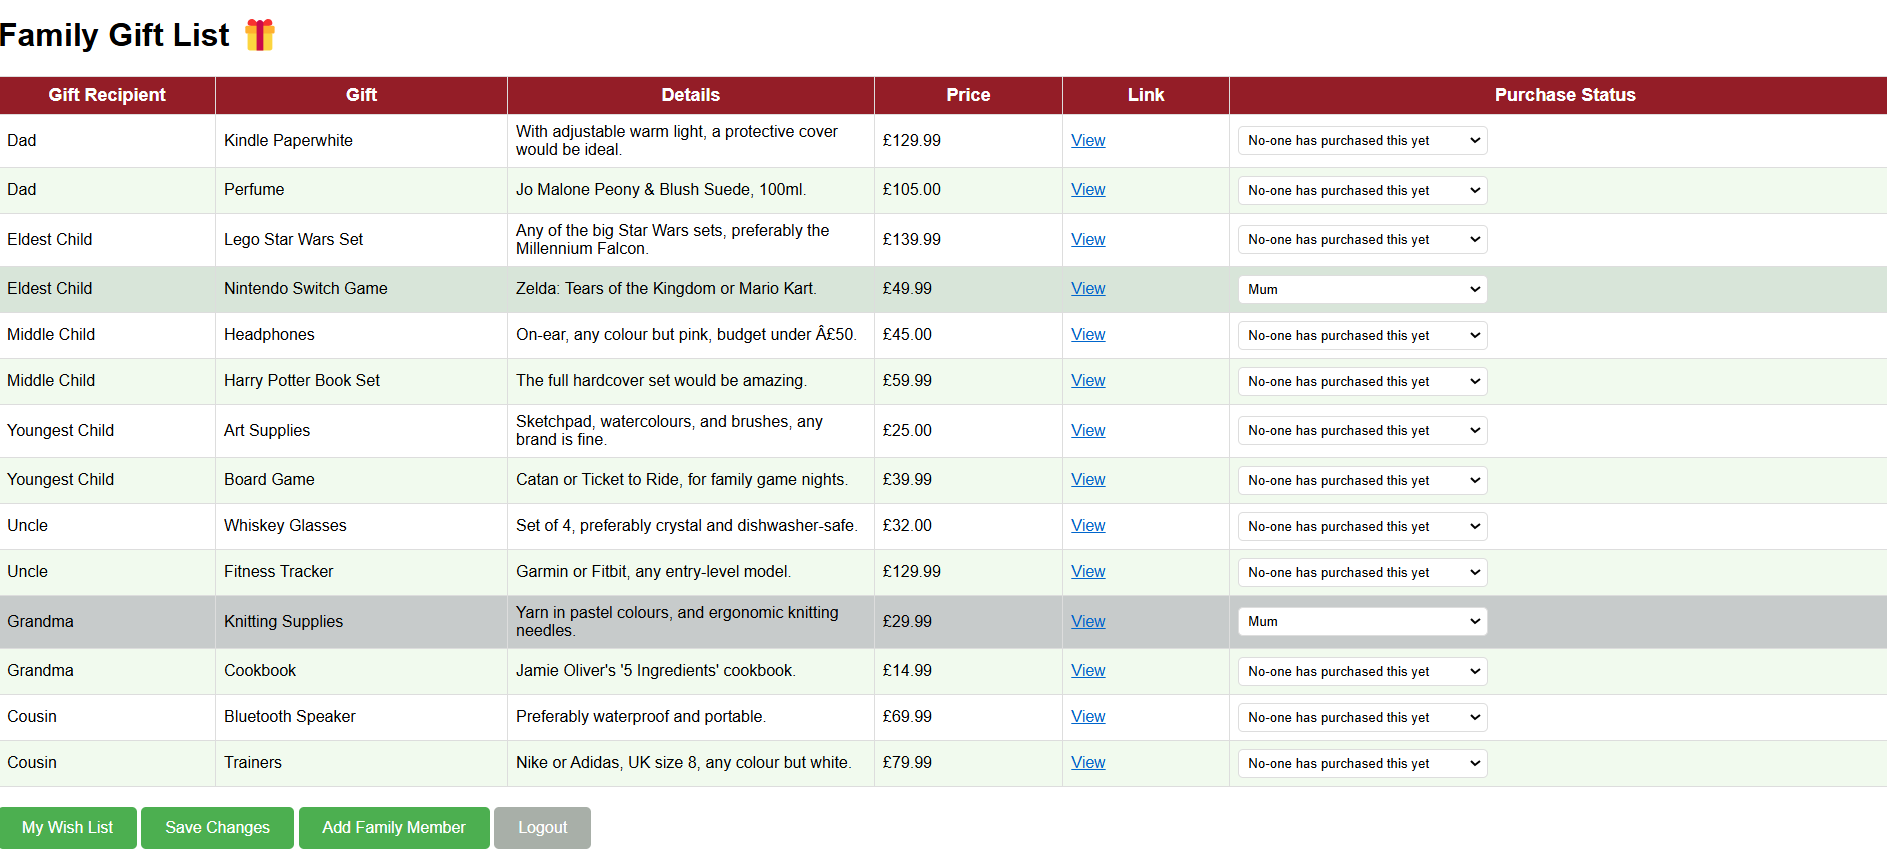 Family Gift List
Gift Recipient Gift Details Price Link Purchase Status
Dad Kindle Paperwhite With adjustable warm light, a protective cover
would be ideal. £129.99 View No-one has purchased this yet
Dad Perfume Jo Malone Peony & Blush Suede, 100ml. £105.00 View No-one has purchased this yet
Eldest Child Lego Star Wars Set Any of the big Star Wars sets, preferably the
Millennium Falcon. £139.99 View No-one has purchased this yet
Eldest Child Nintendo Switch Game Zelda: Tears of the Kingdom or Mario Kart. £49.99 View Mum
Middle Child Headphones On-ear, any colour but pink, budget under Â£50. £45.00 View No-one has purchased this yet
Middle Child Harry Potter Book Set The full hardcover set would be amazing. £59.99 View No-one has purchased this yet
Youngest Child Art Supplies Sketchpad, watercolours, and brushes, any
brand is fine. £25.00 View No-one has purchased this yet
Youngest Child Board Game Catan or Ticket to Ride, for family game nights. £39.99 View No-one has purchased this yet
Uncle Whiskey Glasses Set of 4, preferably crystal and dishwasher-safe. £32.00 View No-one has purchased this yet
Uncle Fitness Tracker Garmin or Fitbit, any entry-level model. £129.99 View No-one has purchased this yet
Grandma Knitting Supplies Yarn in pastel colours, and ergonomic knitting
needles. £29.99 View Mum
Grandma Cookbook Jamie Oliver's '5 Ingredients' cookbook. £14.99 View No-one has purchased this yet
Cousin Bluetooth Speaker Preferably waterproof and portable. £69.99 View No-one has purchased this yet
Cousin Trainers Nike or Adidas, UK size 8, any colour but white. £79.99 View No-one has purchased this yet
My Wish List Save Changes Add Family Member Logout